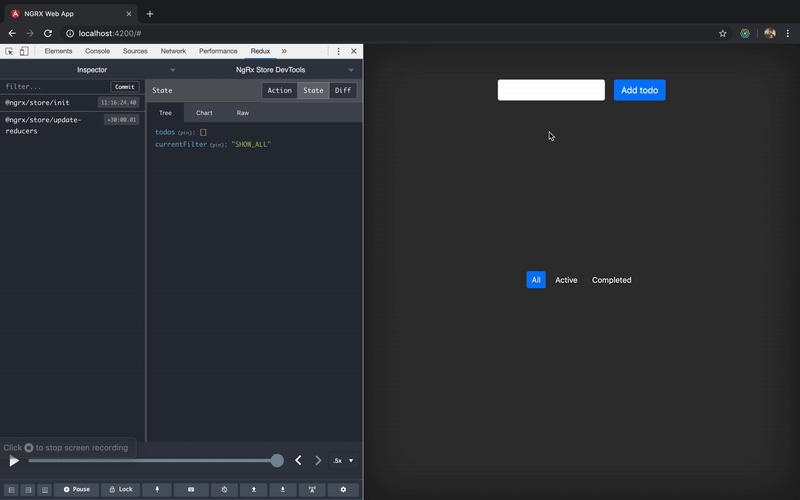 NGRX Web App
localhost:4200/#
Elements Console Sources Network Performance Redux »
Inspector NgRx Store DevTools
filter... Commit
State Action State Diff
@ngrx/store/init 11:16:24.40
@ngrx/store/update-
reducers
+30:00.01
Tree Chart Raw
todos (pin): []
currentFilter (pin): "SHOW_ALL"
Add todo
All Active Completed
Click to stop screen recording
.5x
Pause Lock